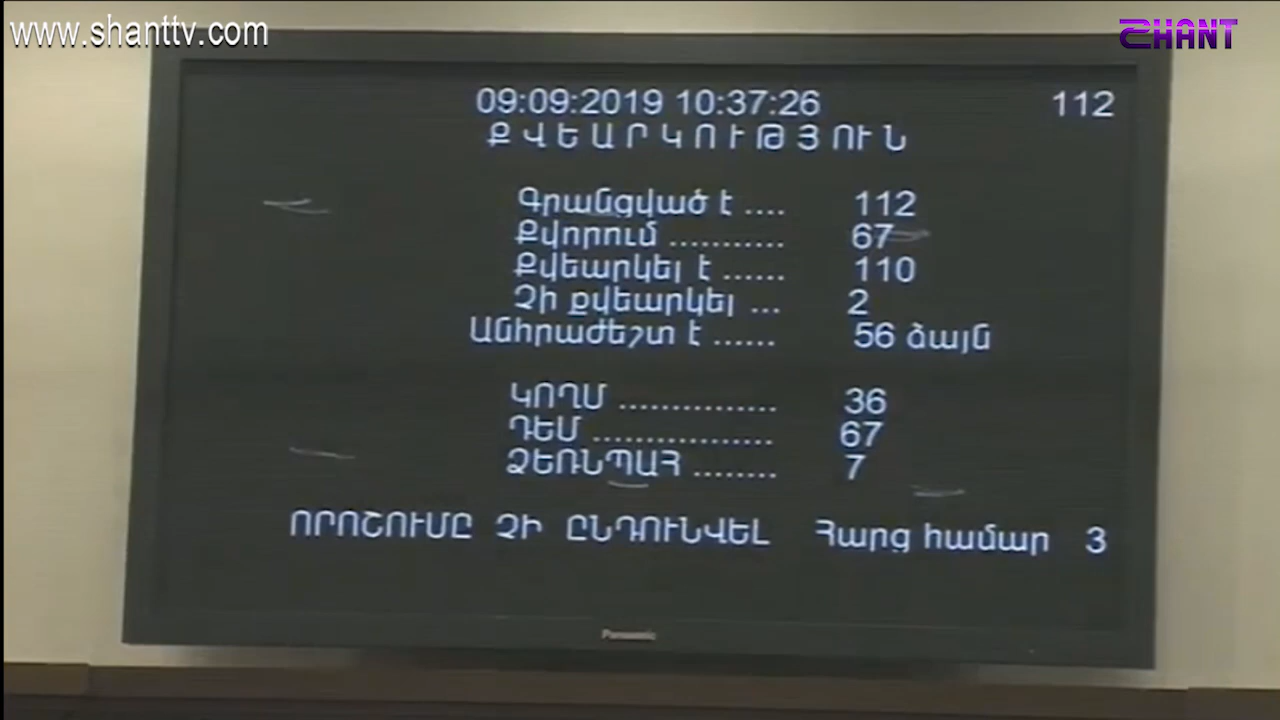 www.shanttv.com
SHANT
09:09:2019 10:37:26 112
ՔՎԵԱՐԿՈՒԹՅՈՒՆ
Գրանցված է .... 112
Քվորում ........... 67
Քվեարկել է ...... 110
Չի քվեարկել ... 2
Անհրաժեշտ է ...... 56 ձայն
ԿՈՂՄ ............... 36
ԴԵՄ ................. 67
ՁԵՌՆՊԱՀ ........ 7
ՈՐՈՇՈՒՄԸ ՉԻ ԸՆԴՈՒՆՎԵԼ Հարց համար 3
Panasonic